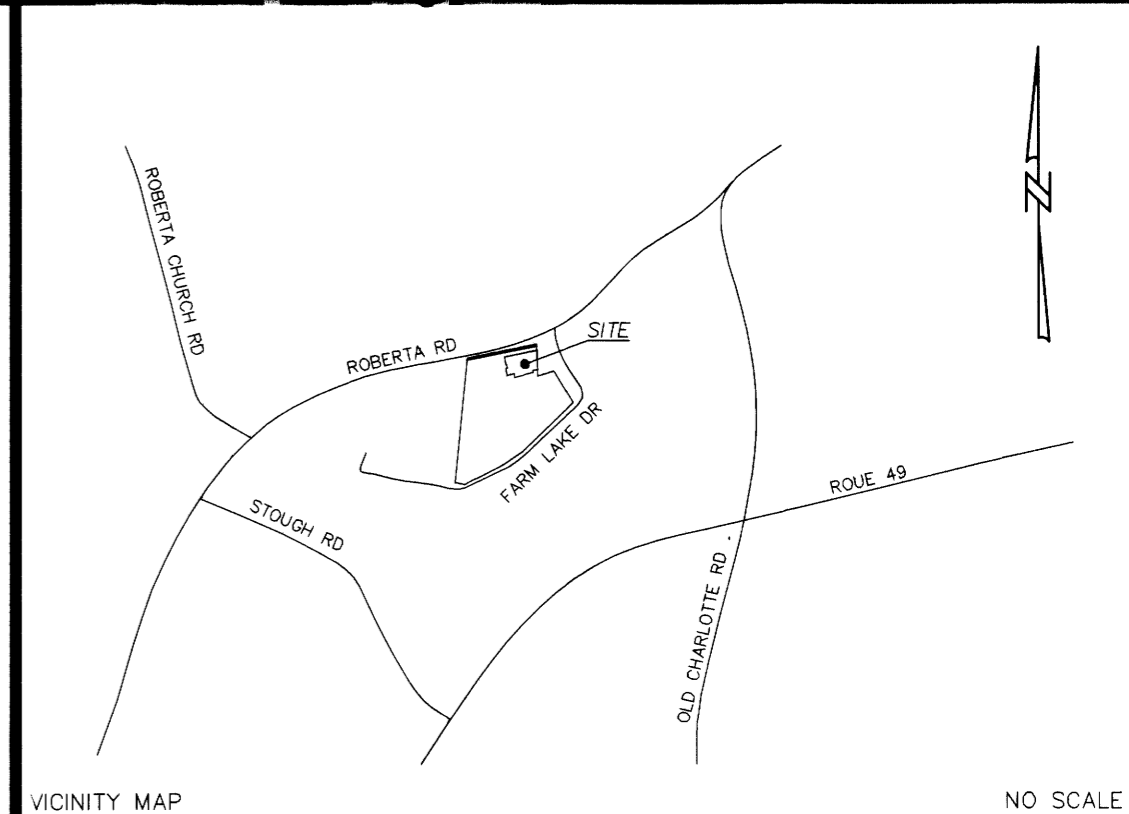 N
ROBERTA CHURCH RD
SITE
ROBERTA RD
FARM LAKE DR
ROUE 49
STOUGH RD
OLD CHARLOTTE RD
VICINITY MAP
NO SCALE